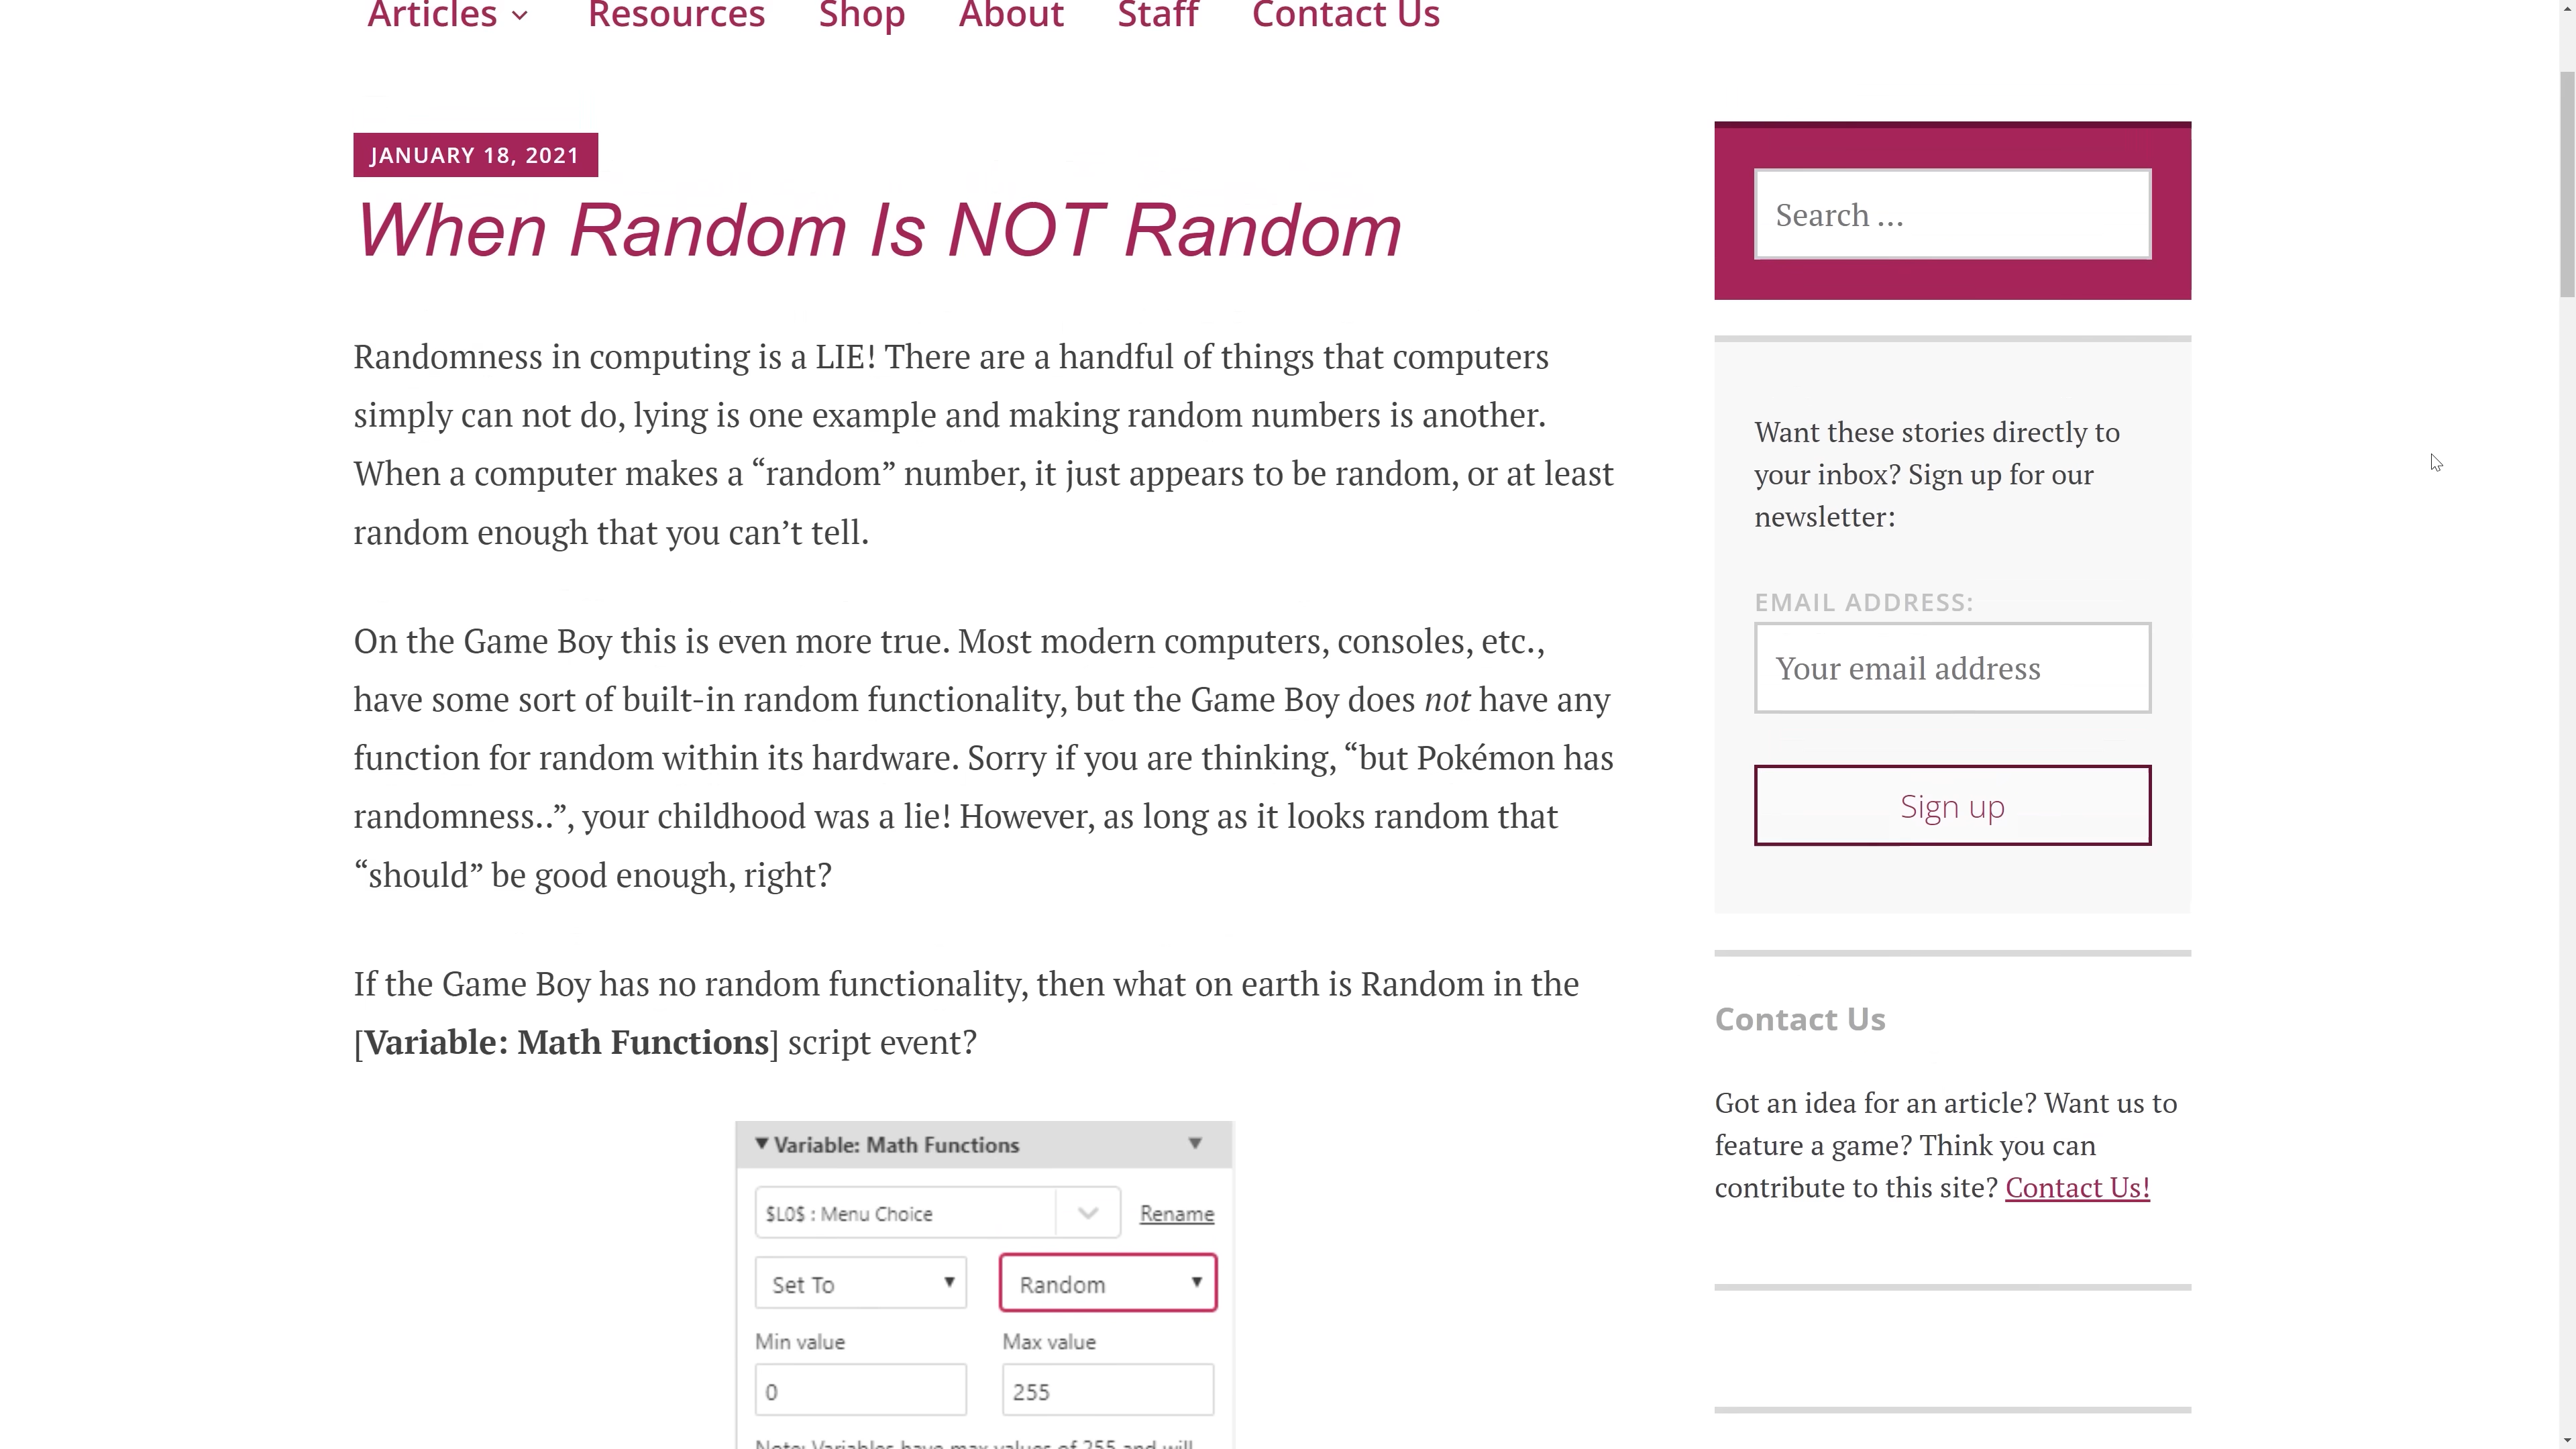 Articles
Resources
Shop
About
Staff
Contact Us
JANUARY 18, 2021
When Random Is NOT Random
Randomness in computing is a LIE! There are a handful of things that computers
simply can not do, lying is one example and making random numbers is another.
When a computer makes a “random” number, it just appears to be random, or at least
random enough that you can’t tell.
On the Game Boy this is even more true. Most modern computers, consoles, etc.,
have some sort of built-in random functionality, but the Game Boy does not have any
function for random within its hardware. Sorry if you are thinking, “but Pokémon has
randomness..”, your childhood was a lie! However, as long as it looks random that
“should” be good enough, right?
If the Game Boy has no random functionality, then what on earth is Random in the
[Variable: Math Functions] script event?
Variable: Math Functions
$L0$ : Menu Choice
Rename
Set To
Random
Min value
Max value
0
255
Note: Variables have max values of 255 and will
Search ...
Want these stories directly to
your inbox? Sign up for our
newsletter:
EMAIL ADDRESS:
Your email address
Sign up
Contact Us
Got an idea for an article? Want us to
feature a game? Think you can
contribute to this site? Contact Us!